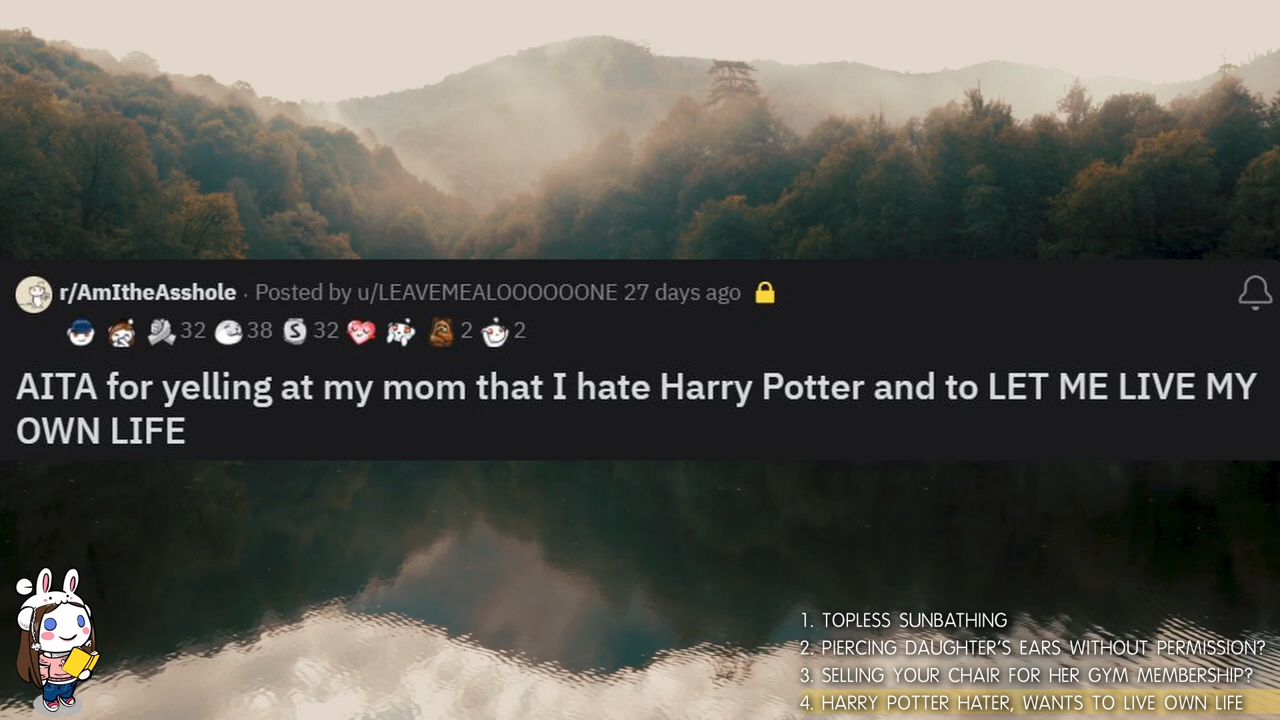 r/AmItheAsshole · Posted by u/LEAVEMEALOOOOOONE 27 days ago
32 38 S 32 2 2
AITA for yelling at my mom that I hate Harry Potter and to LET ME LIVE MY
OWN LIFE
1. TOPLESS SUNBATHING
2. PIERCING DAUGHTER'S EARS WITHOUT PERMISSION?
3. SELLING YOUR CHAIR FOR HER GYM MEMBERSHIP?
4. HARRY POTTER HATER, WANTS TO LIVE OWN LIFE